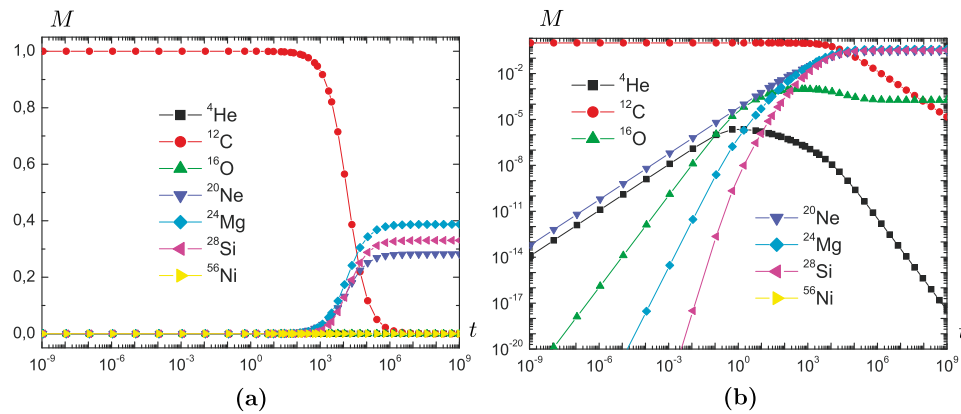 M
1,0
0,8
0,6
0,4
0,2
0,0
⁴He
¹²C
¹⁶O
²⁰Ne
²⁴Mg
²⁸Si
⁵⁶Ni
t
10⁻⁹ 10⁻⁶ 10⁻³ 10⁰ 10³ 10⁶ 10⁹
(a)
M
10⁻²
10⁻⁵
10⁻⁸
10⁻¹¹
10⁻¹⁴
10⁻¹⁷
10⁻²⁰
⁴He
¹²C
¹⁶O
²⁰Ne
²⁴Mg
²⁸Si
⁵⁶Ni
t
10⁻⁹ 10⁻⁶ 10⁻³ 10⁰ 10³ 10⁶ 10⁹
(b)